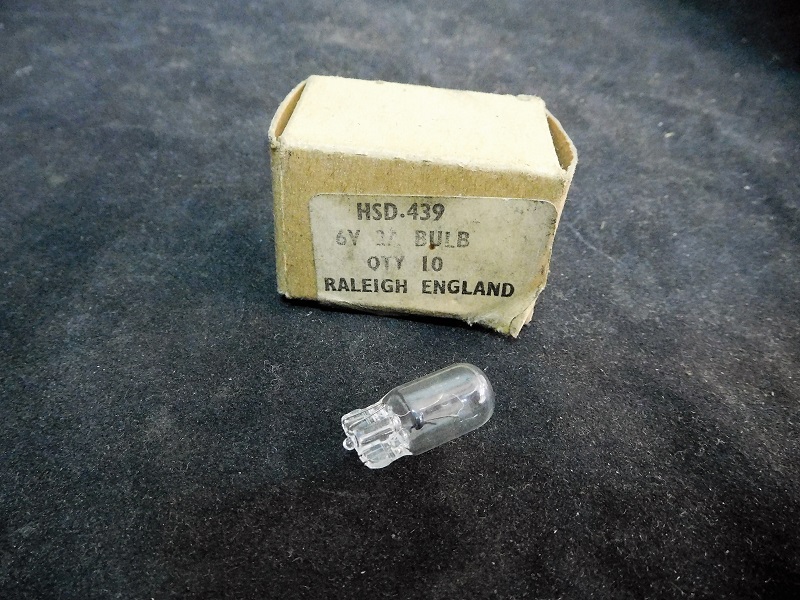 HSD.439
6V BULB
QTY 10
RALEIGH ENGLAND